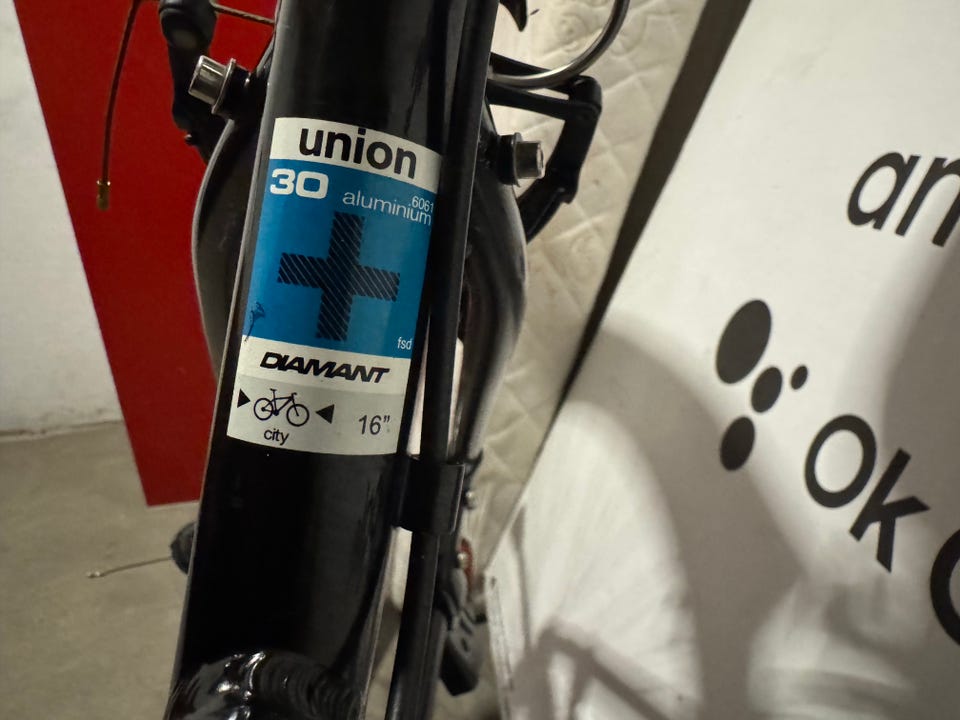 union
30
aluminium .6061
fsd
DIAMANT
city
16”
an
ok